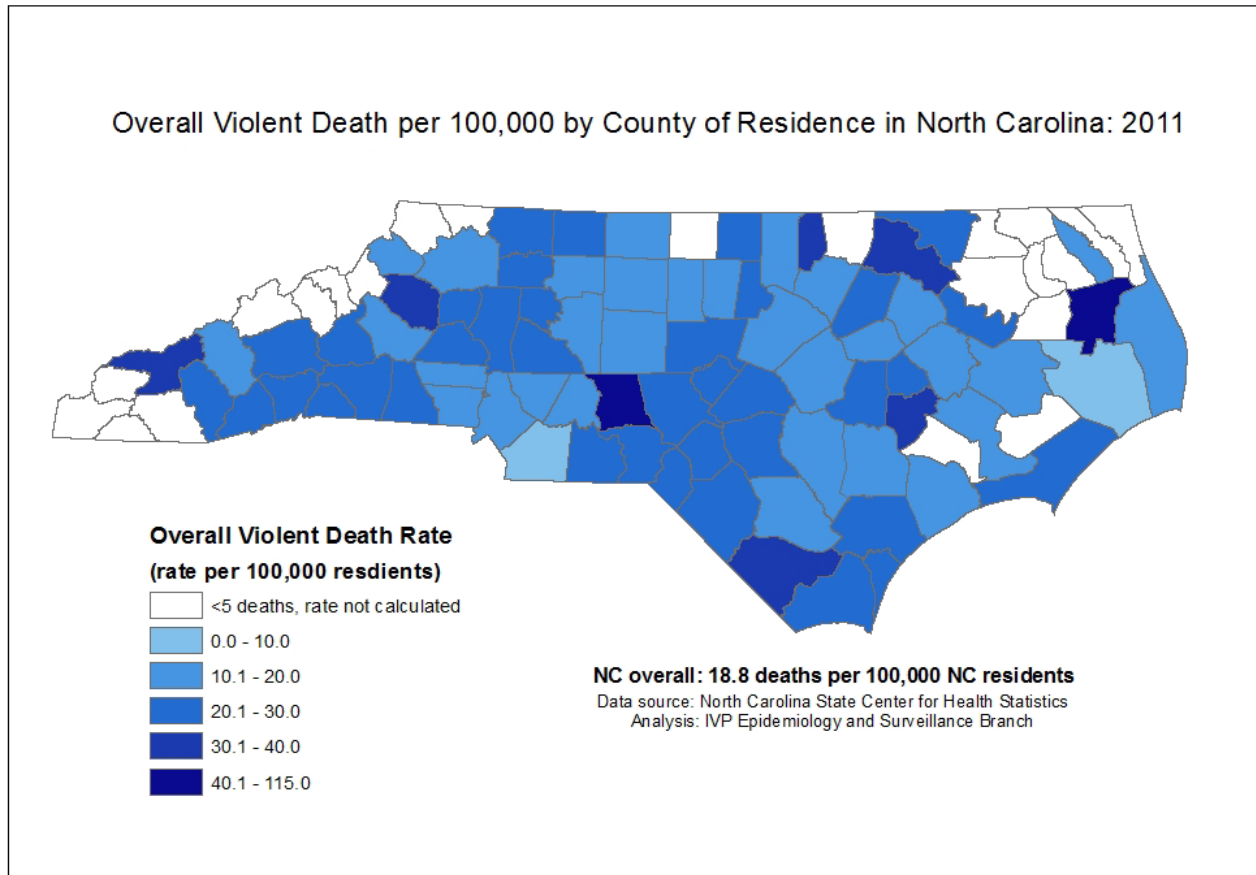 Overall Violent Death per 100,000 by County of Residence in North Carolina: 2011
Overall Violent Death Rate
(rate per 100,000 resdients)
<5 deaths, rate not calculated
0.0 - 10.0
10.1 - 20.0
20.1 - 30.0
30.1 - 40.0
40.1 - 115.0
NC overall: 18.8 deaths per 100,000 NC residents
Data source: North Carolina State Center for Health Statistics
Analysis: IVP Epidemiology and Surveillance Branch